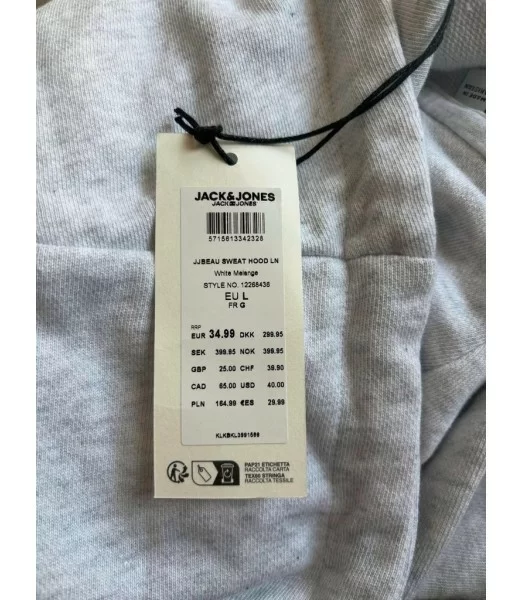 JACK&JONES
JACK&JONES
5715613342328
JJBEAU SWEAT HOOD LN
White Melange
STYLE NO. 12268436
EU L
FR G
RRP
EUR 34.99 DKK 299.95
SEK 399.95 NOK 399.95
GBP 25.00 CHF 39.90
CAD 65.00 USD 40.00
PLN 164.99 €ES 29.99
KLKBKL3991586
PAP21 ETICHETTA
RACCOLTA CARTA
TEX60 STRINGA
RACCOLTA TESSILE